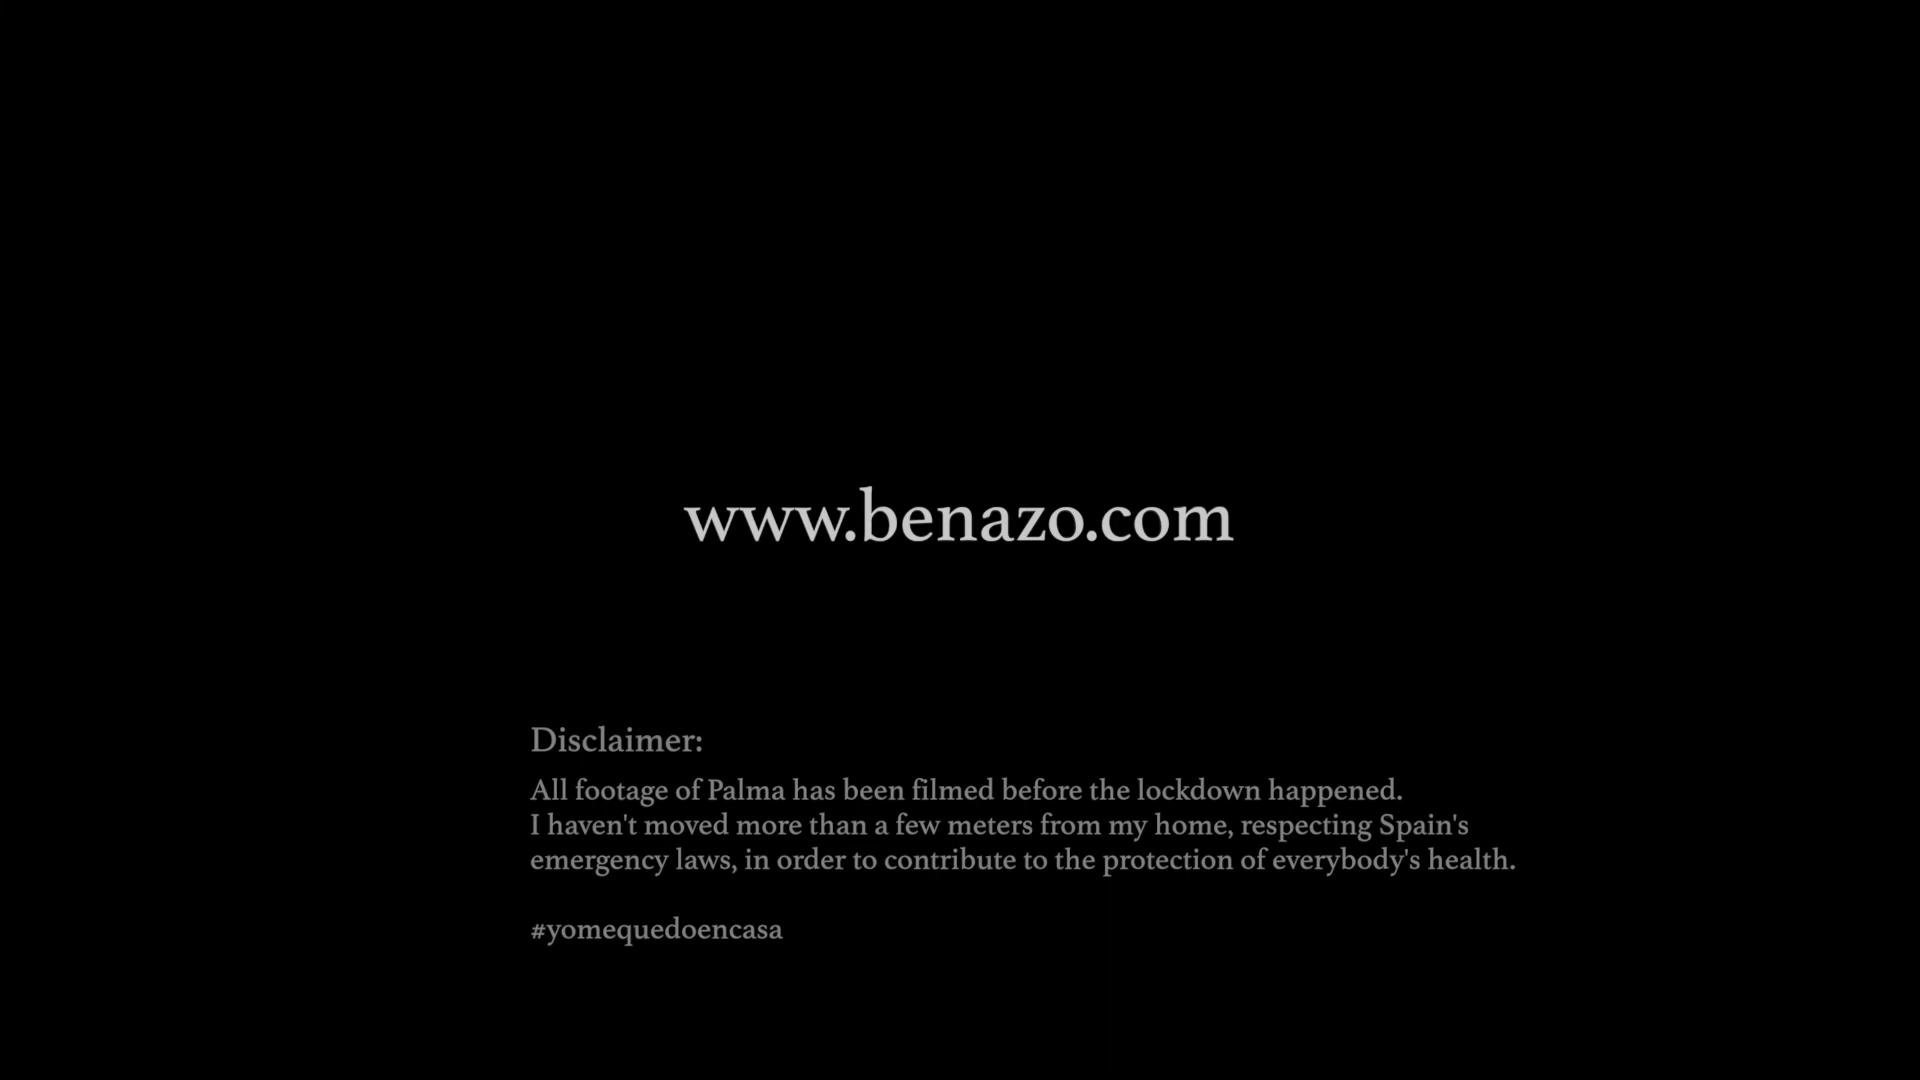 www.benazo.com
Disclaimer:
All footage of Palma has been filmed before the lockdown happened.
I haven't moved more than a few meters from my home, respecting Spain's
emergency laws, in order to contribute to the protection of everybody's health.
#yomequedoencasa